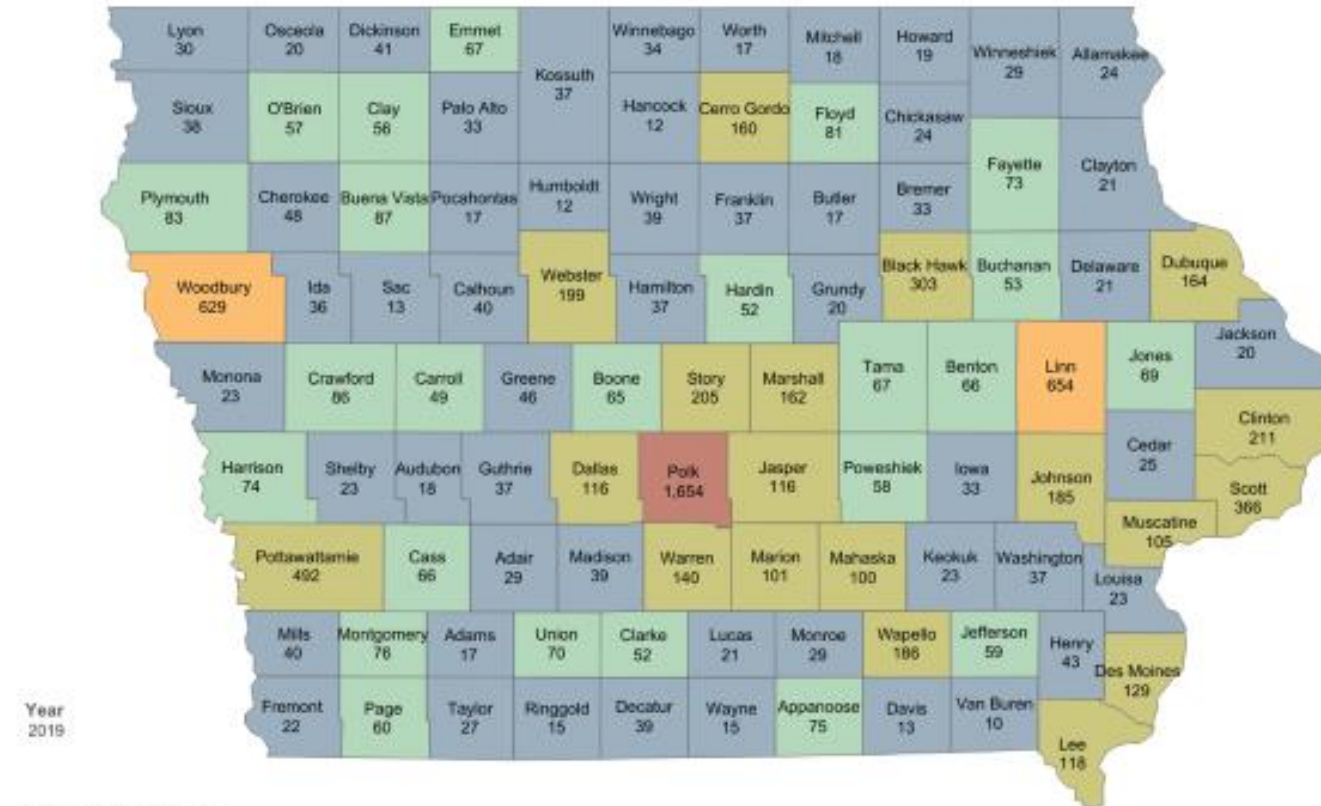 Lyon
30
Osceola
20
Dickinson
41
Emmet
67
Kossuth
37
Winnebago
34
Worth
17
Mitchell
18
Howard
19
Winneshiek
29
Allamakee
24
Sioux
38
O'Brien
57
Clay
56
Palo Alto
33
Hancock
12
Cerro Gordo
160
Floyd
81
Chickasaw
24
Fayette
73
Clayton
21
Plymouth
83
Cherokee
48
Buena Vista
87
Pocahontas
17
Humboldt
12
Wright
39
Franklin
37
Butler
17
Bremer
33
Woodbury
629
Ida
36
Sac
13
Calhoun
40
Webster
199
Hamilton
37
Hardin
52
Grundy
20
Black Hawk
303
Buchanan
53
Delaware
21
Dubuque
164
Jackson
20
Monona
23
Crawford
86
Carroll
49
Greene
46
Boone
65
Story
205
Marshall
162
Tama
67
Benton
66
Linn
654
Jones
69
Clinton
211
Cedar
25
Harrison
74
Shelby
23
Audubon
18
Guthrie
37
Dallas
116
Polk
1,654
Jasper
116
Poweshiek
58
Iowa
33
Johnson
185
Scott
366
Muscatine
105
Pottawattamie
492
Cass
66
Adair
29
Madison
39
Warren
140
Marion
101
Mahaska
100
Keokuk
23
Washington
37
Louisa
23
Mills
40
Montgomery
76
Adams
17
Union
70
Clarke
52
Lucas
21
Monroe
29
Wapello
186
Jefferson
59
Henry
43
Des Moines
129
Fremont
22
Page
60
Taylor
27
Ringgold
15
Decatur
39
Wayne
15
Appanoose
75
Davis
13
Van Buren
10
Lee
118
Year
2019